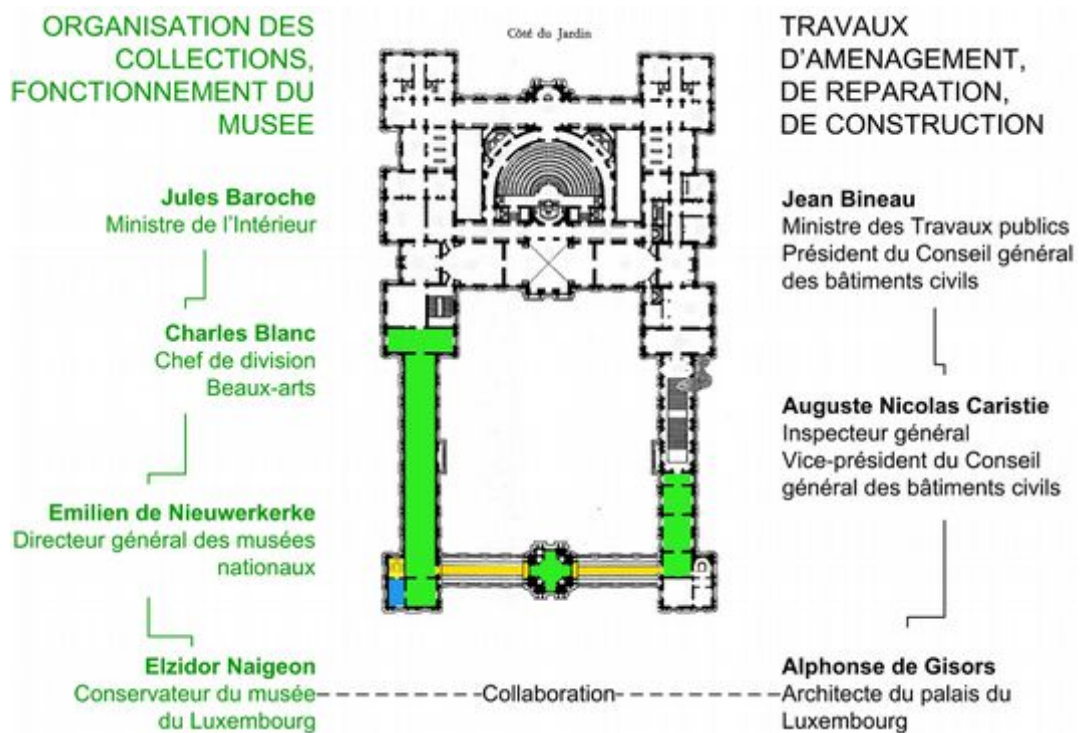 ORGANISATION DES
COLLECTIONS,
FONCTIONNEMENT DU
MUSEE
Jules Baroche
Ministre de l'Intérieur
Charles Blanc
Chef de division
Beaux-arts
Emilien de Nieuwerkerke
Directeur général des musées
nationaux
Elzidor Naigeon
Conservateur du musée
du Luxembourg
Côté du Jardin
Collaboration
TRAVAUX
D'AMENAGEMENT,
DE REPARATION,
DE CONSTRUCTION
Jean Bineau
Ministre des Travaux publics
Président du Conseil général
des bâtiments civils
Auguste Nicolas Caristie
Inspecteur général
Vice-président du Conseil
général des bâtiments civils
Alphonse de Gisors
Architecte du palais du
Luxembourg